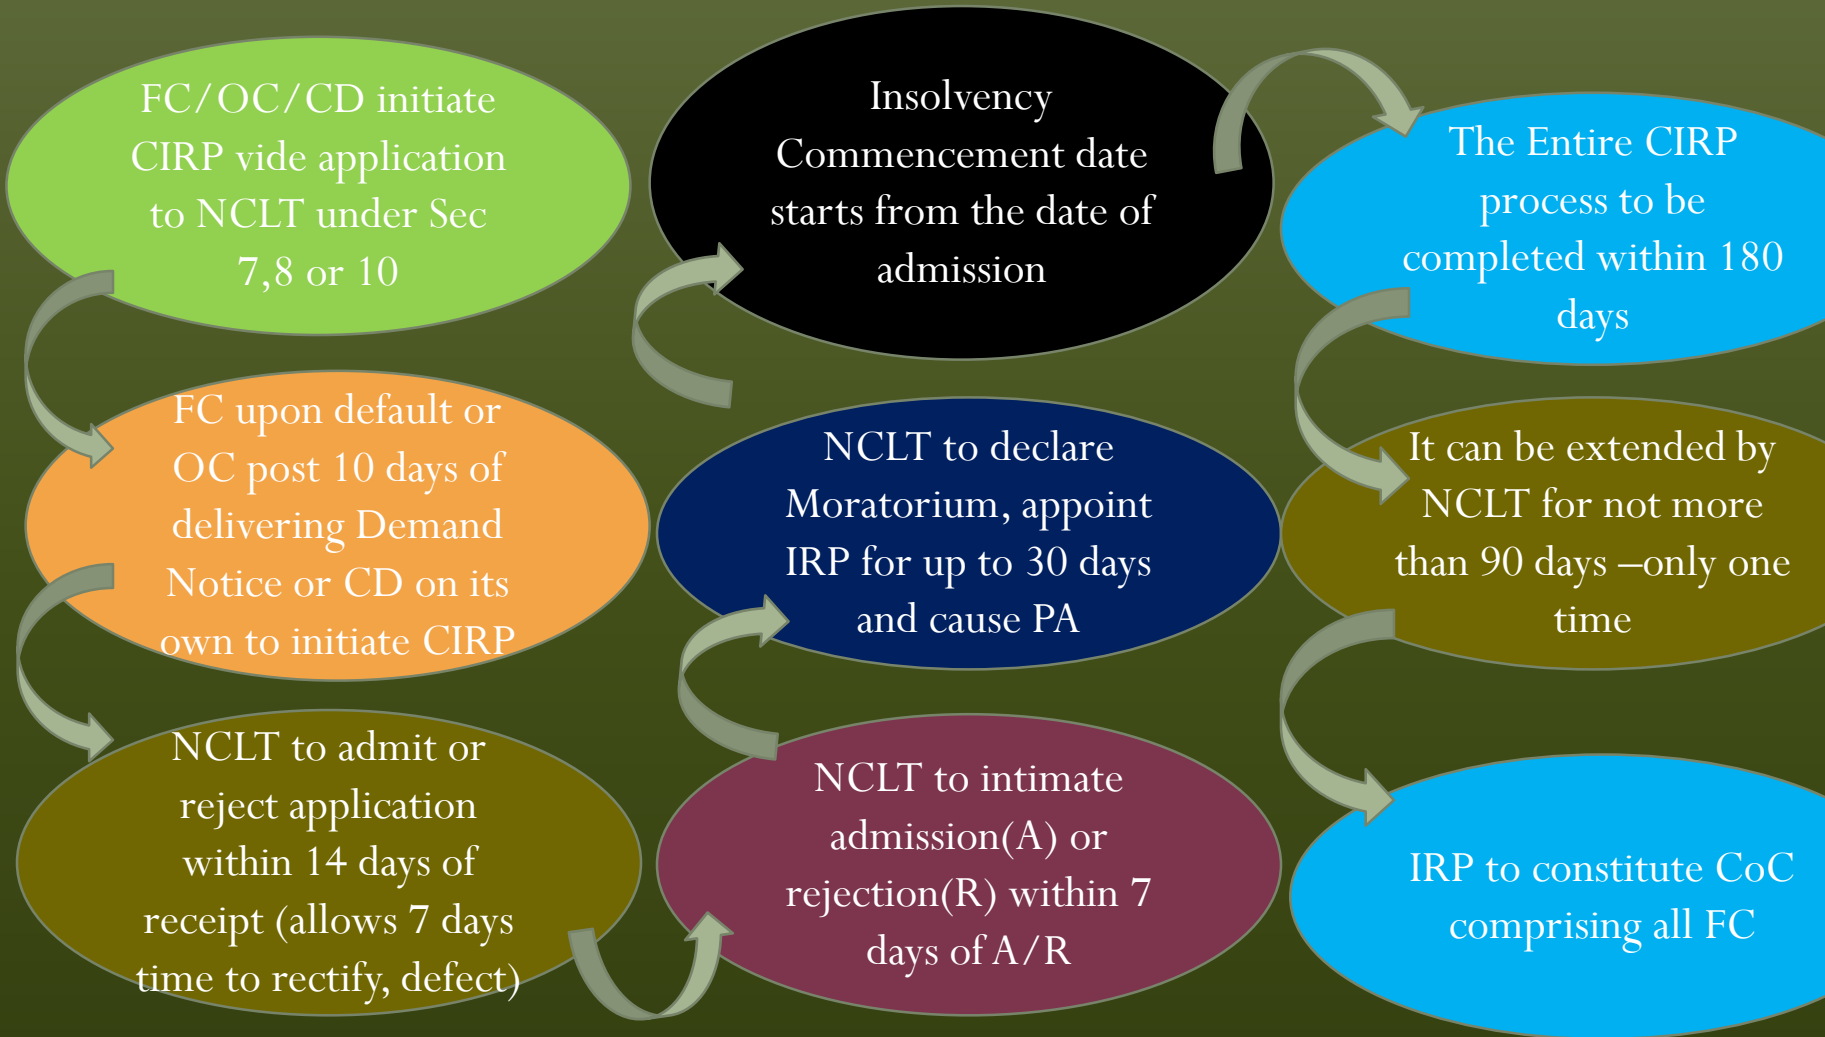 FC/OC/CD initiate
CIRP vide application
to NCLT under Sec
7,8 or 10
FC upon default or
OC post 10 days of
delivering Demand
Notice or CD on its
own to initiate CIRP
NCLT to admit or
reject application
within 14 days of
receipt (allows 7 days
time to rectify, defect)
NCLT to intimate
admission(A) or
rejection(R) within 7
days of A/R
NCLT to declare
Moratorium, appoint
IRP for up to 30 days
and cause PA
Insolvency
Commencement date
starts from the date of
admission
The Entire CIRP
process to be
completed within 180
days
It can be extended by
NCLT for not more
than 90 days –only one
time
IRP to constitute CoC
comprising all FC